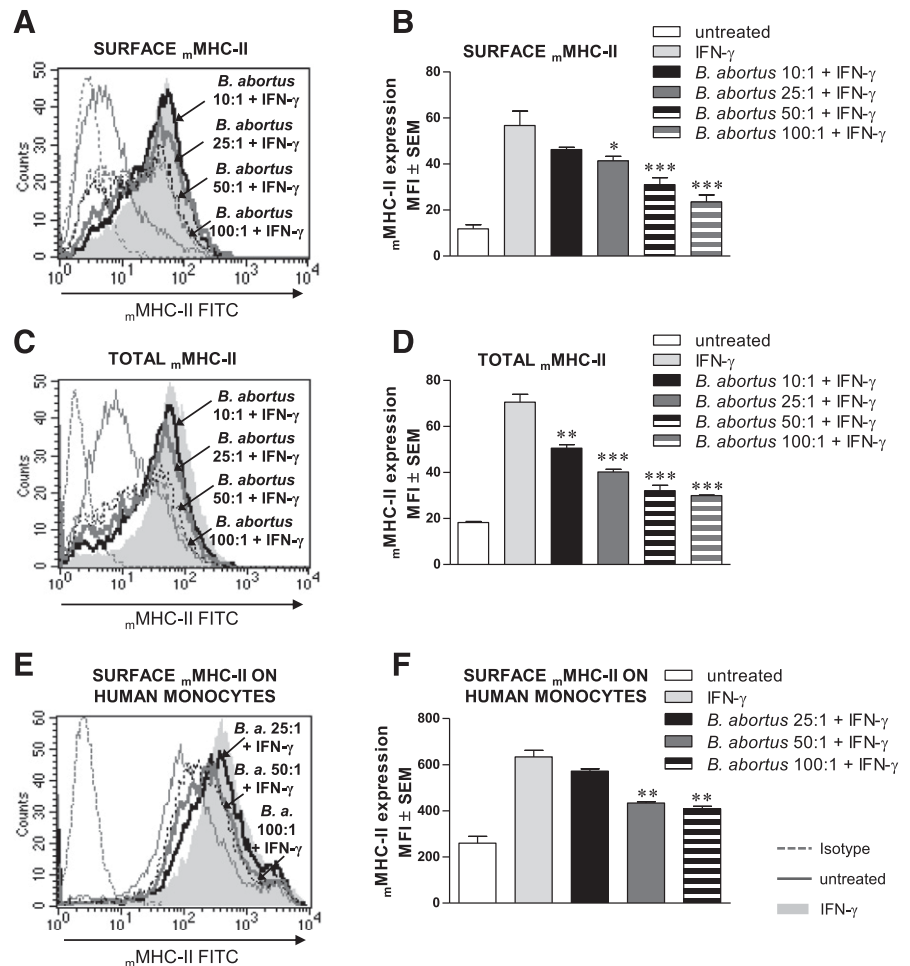 A
SURFACE mMHC-II
50
40
30
20
10
0
Counts
B. abortus
10:1 + IFN-γ
B. abortus
25:1 + IFN-γ
B. abortus
50:1 + IFN-γ
B. abortus
100:1 + IFN-γ
10^0 10^1 10^2 10^3 10^4
mMHC-II FITC
B
SURFACE mMHC-II
untreated
IFN-γ
B. abortus 10:1 + IFN-γ
B. abortus 25:1 + IFN-γ
B. abortus 50:1 + IFN-γ
B. abortus 100:1 + IFN-γ
mMHC-II expression
MFI ± SEM
80
60
40
20
0
* *** ***
C
TOTAL mMHC-II
50
40
30
20
10
0
Counts
B. abortus
10:1 + IFN-γ
B. abortus
25:1 + IFN-γ
B. abortus
50:1 + IFN-γ
B. abortus
100:1 + IFN-γ
10^0 10^1 10^2 10^3 10^4
mMHC-II FITC
D
TOTAL mMHC-II
untreated
IFN-γ
B. abortus 10:1 + IFN-γ
B. abortus 25:1 + IFN-γ
B. abortus 50:1 + IFN-γ
B. abortus 100:1 + IFN-γ
mMHC-II expression
MFI ± SEM
80
60
40
20
0
** *** *** ***
E
SURFACE mMHC-II ON
HUMAN MONOCYTES
60
50
40
30
20
10
0
Counts
B. a. 25:1
+ IFN-γ
B. a. 50:1
+ IFN-γ
B. a.
100:1
+ IFN-γ
10^0 10^1 10^2 10^3 10^4
mMHC-II FITC
F
SURFACE mMHC-II ON
HUMAN MONOCYTES
untreated
IFN-γ
B. abortus 25:1 + IFN-γ
B. abortus 50:1 + IFN-γ
B. abortus 100:1 + IFN-γ
mMHC-II expression
MFI ± SEM
800
600
400
200
0
** **
Isotype
untreated
IFN-γ